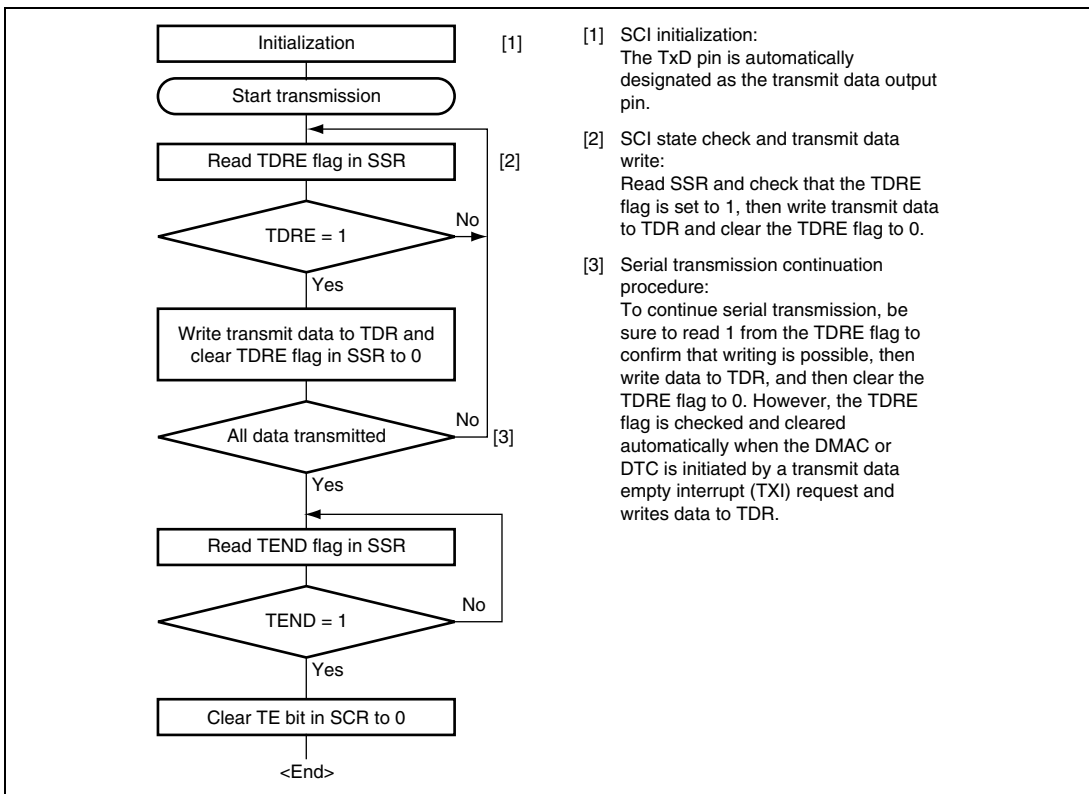 Initialization
[1]
Start transmission
Read TDRE flag in SSR
[2]
No
TDRE = 1
Yes
Write transmit data to TDR and
clear TDRE flag in SSR to 0
No
All data transmitted
[3]
Yes
Read TEND flag in SSR
No
TEND = 1
Yes
Clear TE bit in SCR to 0
<End>
[1] SCI initialization:
The TxD pin is automatically
designated as the transmit data output
pin.
[2] SCI state check and transmit data
write:
Read SSR and check that the TDRE
flag is set to 1, then write transmit data
to TDR and clear the TDRE flag to 0.
[3] Serial transmission continuation
procedure:
To continue serial transmission, be
sure to read 1 from the TDRE flag to
confirm that writing is possible, then
write data to TDR, and then clear the
TDRE flag to 0. However, the TDRE
flag is checked and cleared
automatically when the DMAC or
DTC is initiated by a transmit data
empty interrupt (TXI) request and
writes data to TDR.